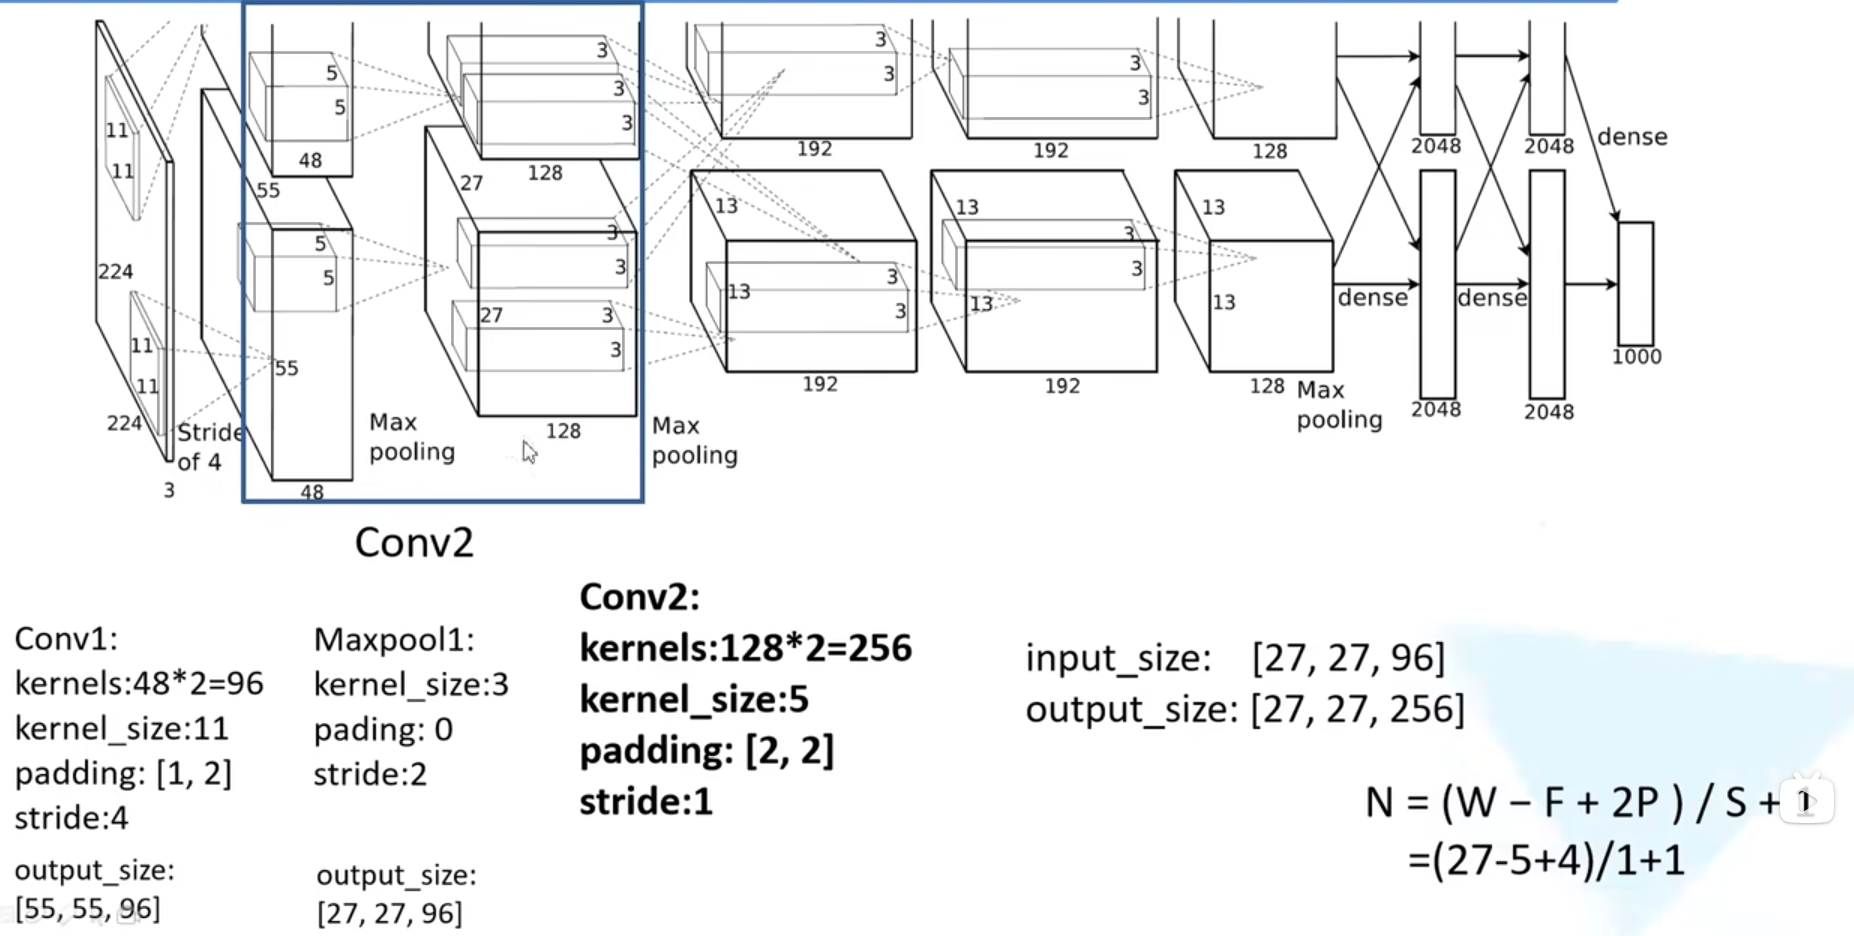 3
3
3
5
3
3
5
3
3
11
11
48
128
192
192
128
2048
2048
dense
55
27
13
13
13
5
3
3
5
3
3
3
224
13
3
13
13
27
3
dense
dense
11
3
55
1000
11
192
192
128
2048
2048
224
Stride
of 4
Max
pooling
128
Max
pooling
Max
pooling
3
48
Conv2
Conv1:
kernels:48*2=96
kernel_size:11
padding: [1, 2]
stride:4
output_size:
[55, 55, 96]
Maxpool1:
kernel_size:3
pading: 0
stride:2
output_size:
[27, 27, 96]
Conv2:
kernels:128*2=256
kernel_size:5
padding: [2, 2]
stride:1
input_size: [27, 27, 96]
output_size: [27, 27, 256]
N = (W – F + 2P ) / S + 1
=(27-5+4)/1+1